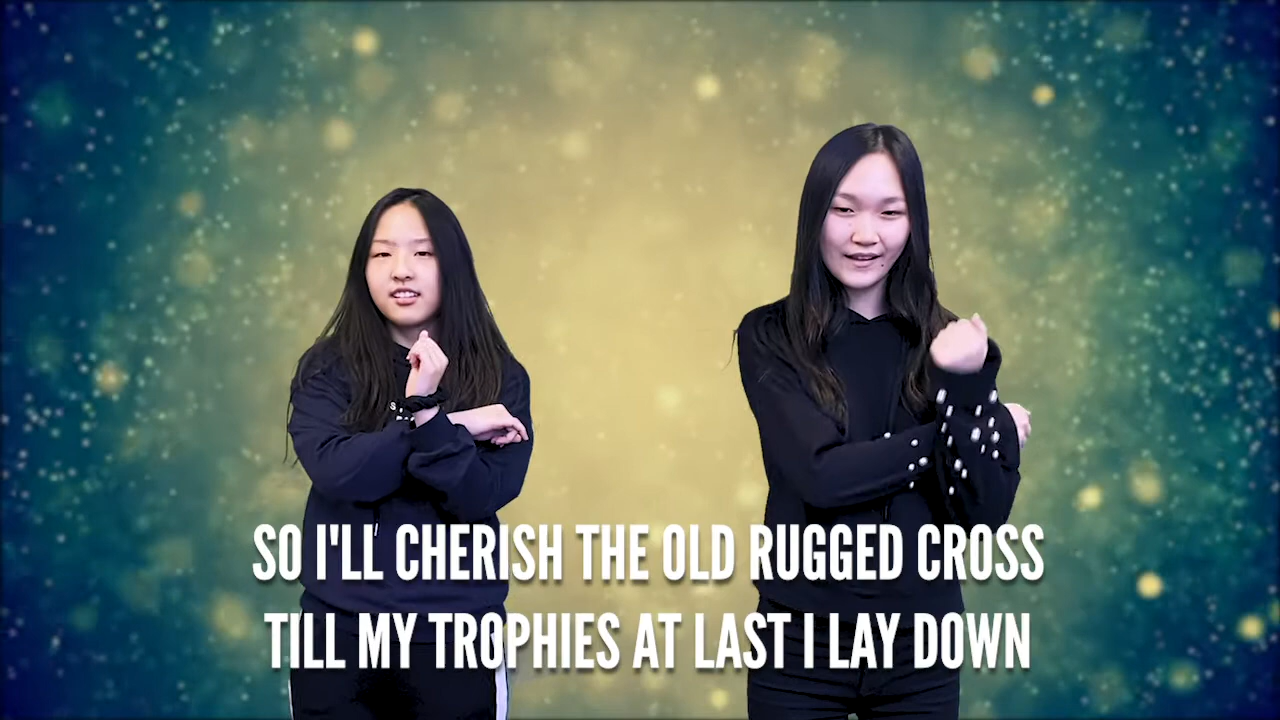 SO I'LL CHERISH THE OLD RUGGED CROSS
TILL MY TROPHIES AT LAST I LAY DOWN